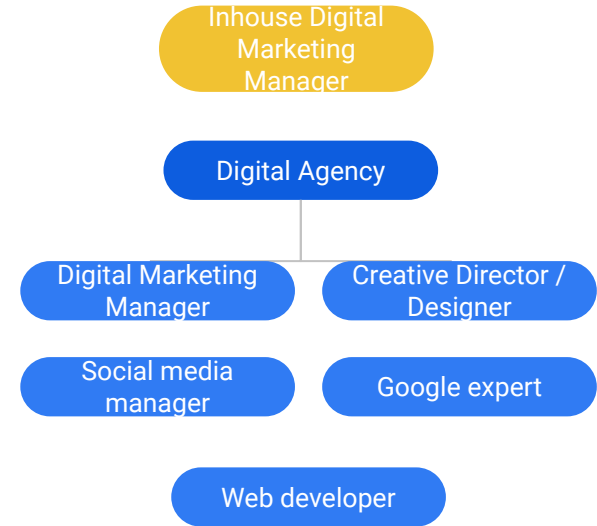 Inhouse Digital
Marketing
Manager
Digital Agency
Digital Marketing
Manager
Creative Director /
Designer
Social media
manager
Google expert
Web developer